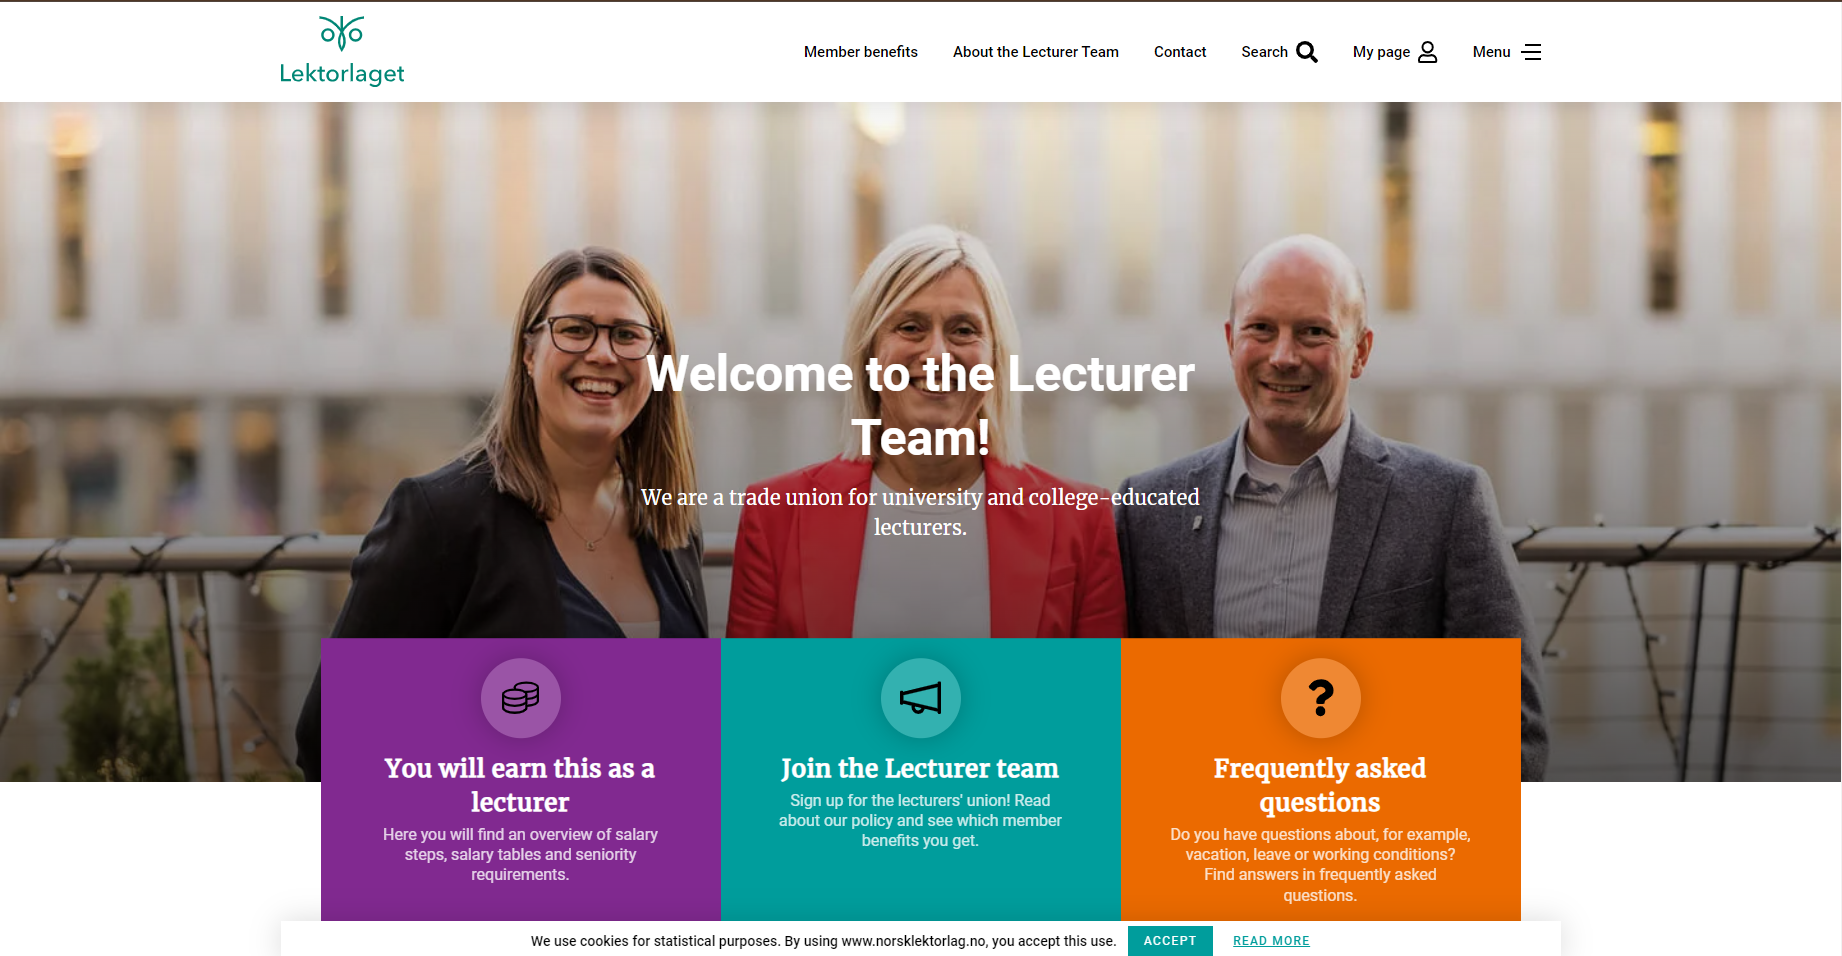 Lektorlaget
Member benefits
About the Lecturer Team
Contact
Search
My page
Menu
Welcome to the Lecturer
Team!
We are a trade union for university and college-educated
lecturers.
You will earn this as a
lecturer
Here you will find an overview of salary
steps, salary tables and seniority
requirements.
Join the Lecturer team
Sign up for the lecturers' union! Read
about our policy and see which member
benefits you get.
Frequently asked
questions
Do you have questions about, for example,
vacation, leave or working conditions?
Find answers in frequently asked
questions.
We use cookies for statistical purposes. By using www.norsklektorlag.no, you accept this use.
ACCEPT
READ MORE